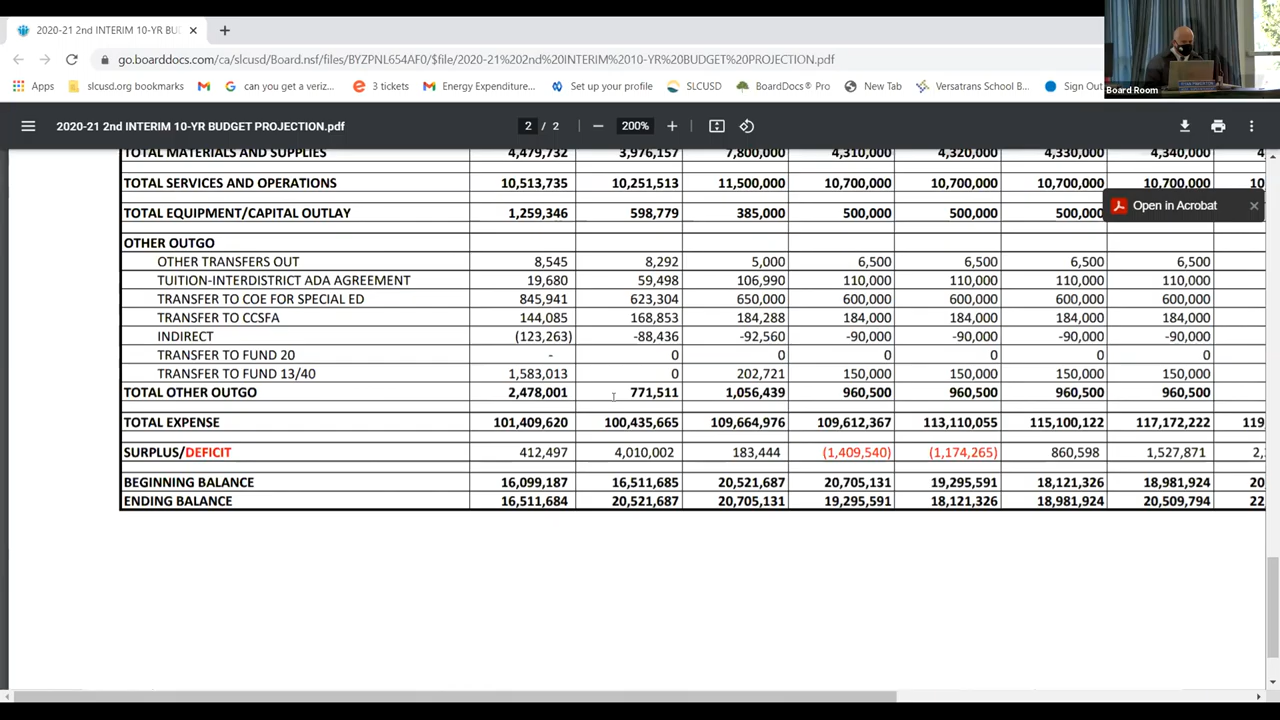 2020-21 2nd INTERIM 10-YR BU
go.boarddocs.com/ca/slcusd/Board.nsf/files/BYZPNL654AF0/$file/2020-21%202nd%20INTERIM%2010-YR%20BUDGET%20PROJECTION.pdf
Apps slcusd.org bookmarks can you get a veriz... 3 tickets Energy Expenditure... Set up your profile SLCUSD BoardDocs® Pro New Tab Versatrans School B... Sign Out
Board Room
2020-21 2nd INTERIM 10-YR BUDGET PROJECTION.pdf 2 / 2 200%
Open in Acrobat
TOTAL MATERIALS AND SUPPLIES 4,479,732 3,976,157 7,800,000 4,310,000 4,320,000 4,330,000 4,340,000 4
TOTAL SERVICES AND OPERATIONS 10,513,735 10,251,513 11,500,000 10,700,000 10,700,000 10,700,000 10,700,000 10
TOTAL EQUIPMENT/CAPITAL OUTLAY 1,259,346 598,779 385,000 500,000 500,000 500,000
OTHER OUTGO
OTHER TRANSFERS OUT 8,545 8,292 5,000 6,500 6,500 6,500 6,500
TUITION-INTERDISTRICT ADA AGREEMENT 19,680 59,498 106,990 110,000 110,000 110,000 110,000
TRANSFER TO COE FOR SPECIAL ED 845,941 623,304 650,000 600,000 600,000 600,000 600,000
TRANSFER TO CCSFA 144,085 168,853 184,288 184,000 184,000 184,000 184,000
INDIRECT (123,263) -88,436 -92,560 -90,000 -90,000 -90,000 -90,000
TRANSFER TO FUND 20 - 0 0 0 0 0 0
TRANSFER TO FUND 13/40 1,583,013 0 202,721 150,000 150,000 150,000 150,000
TOTAL OTHER OUTGO 2,478,001 771,511 1,056,439 960,500 960,500 960,500 960,500
TOTAL EXPENSE 101,409,620 100,435,665 109,664,976 109,612,367 113,110,055 115,100,122 117,172,222 119
SURPLUS/DEFICIT 412,497 4,010,002 183,444 (1,409,540) (1,174,265) 860,598 1,527,871 2,
BEGINNING BALANCE 16,099,187 16,511,685 20,521,687 20,705,131 19,295,591 18,121,326 18,981,924 20
ENDING BALANCE 16,511,684 20,521,687 20,705,131 19,295,591 18,121,326 18,981,924 20,509,794 22